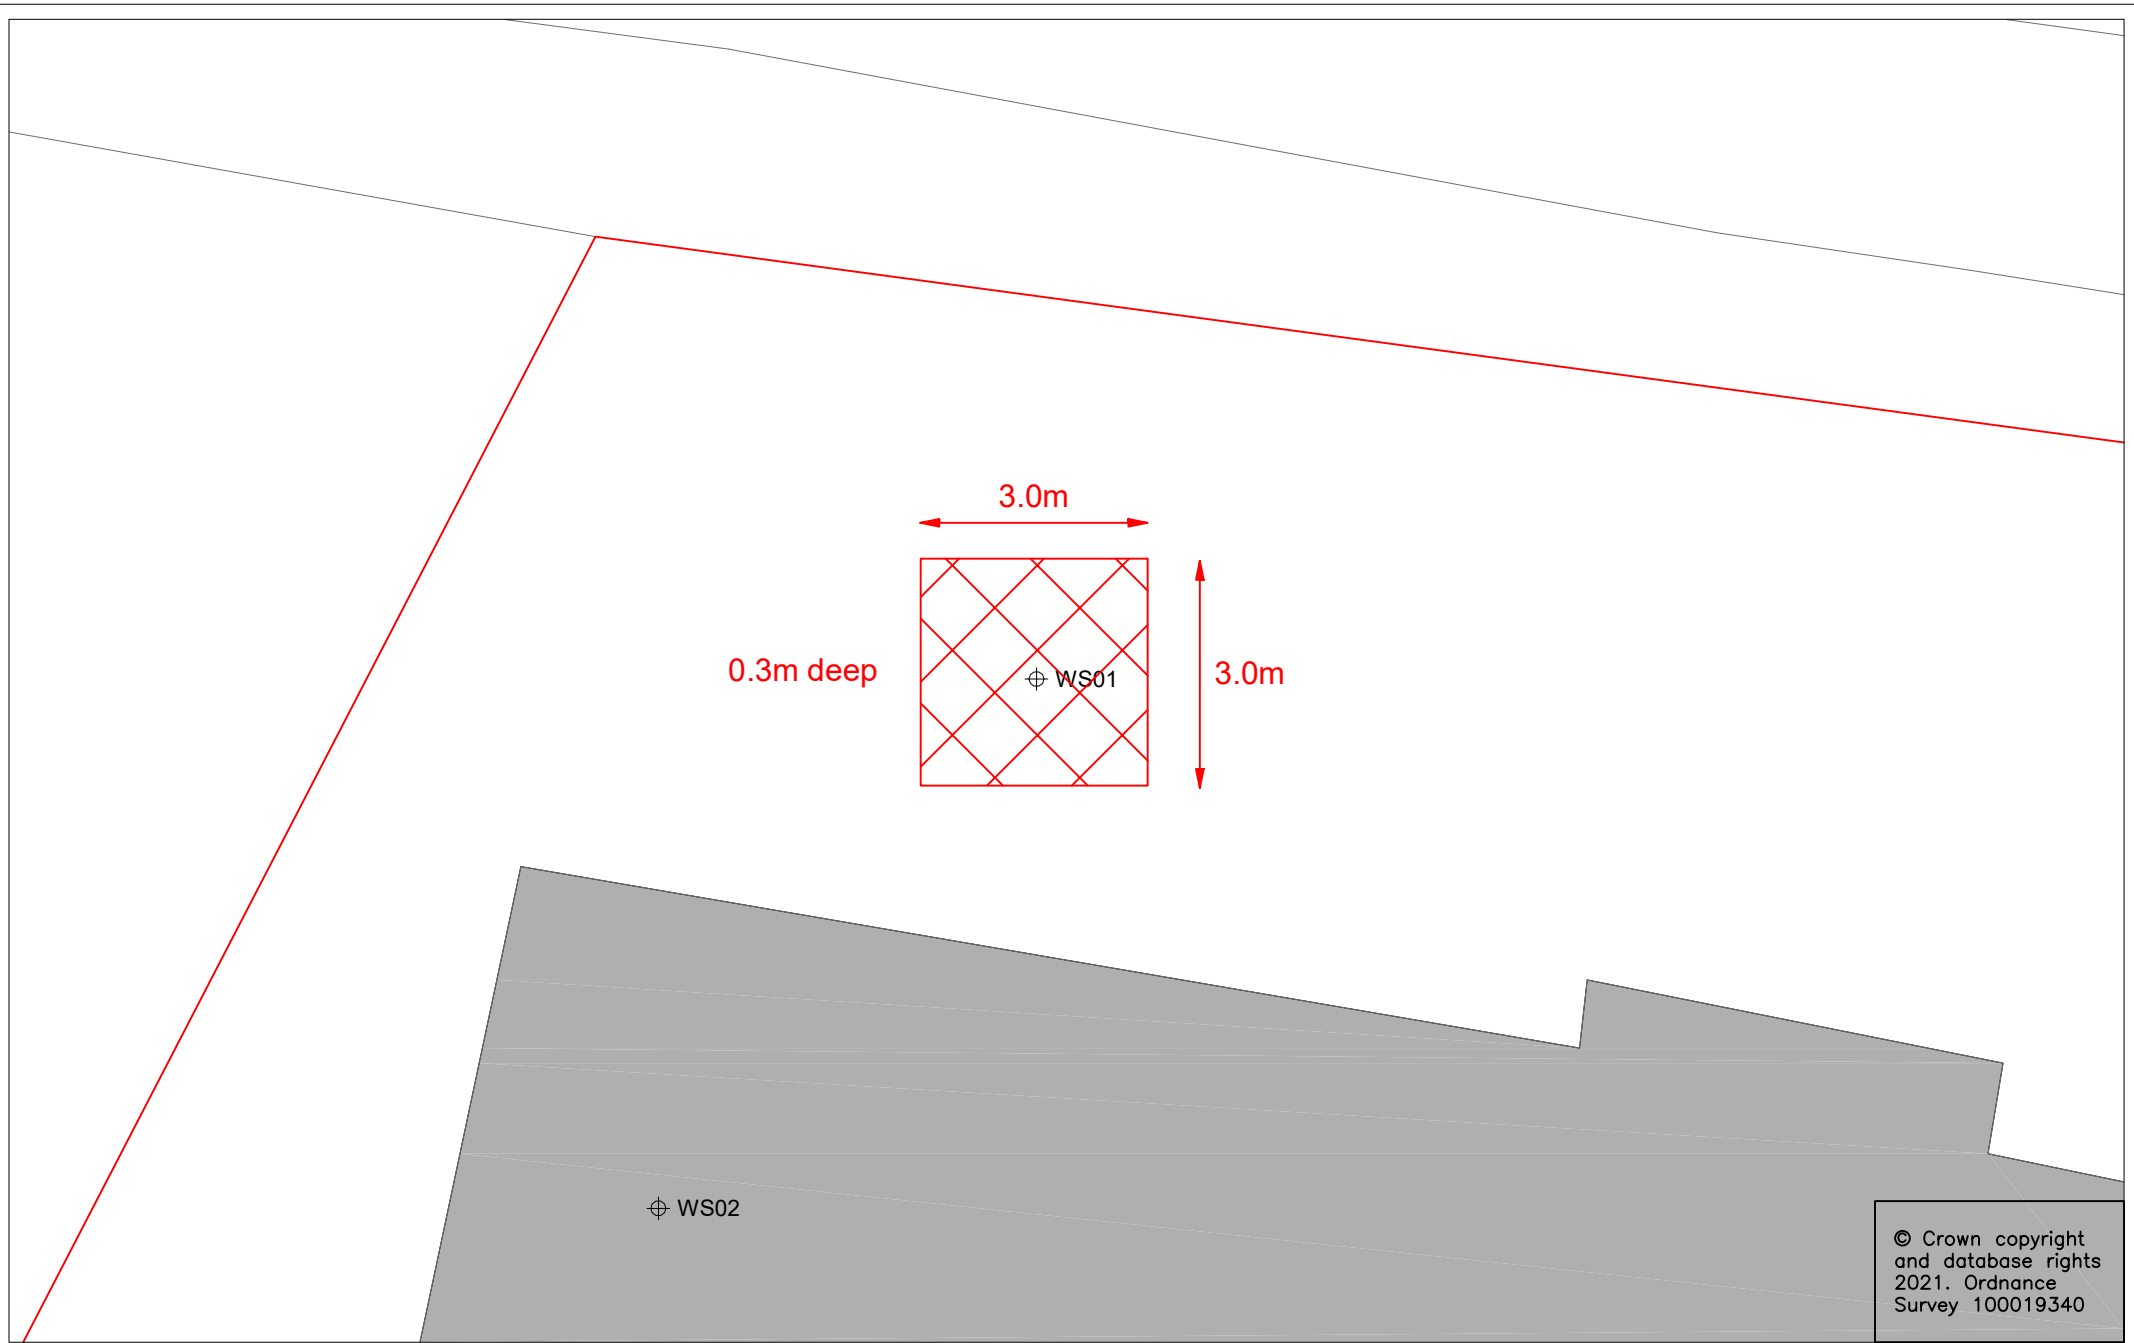 3.0m
0.3m deep
WS01
3.0m
WS02
© Crown copyright
and database rights
2021. Ordnance
Survey 100019340